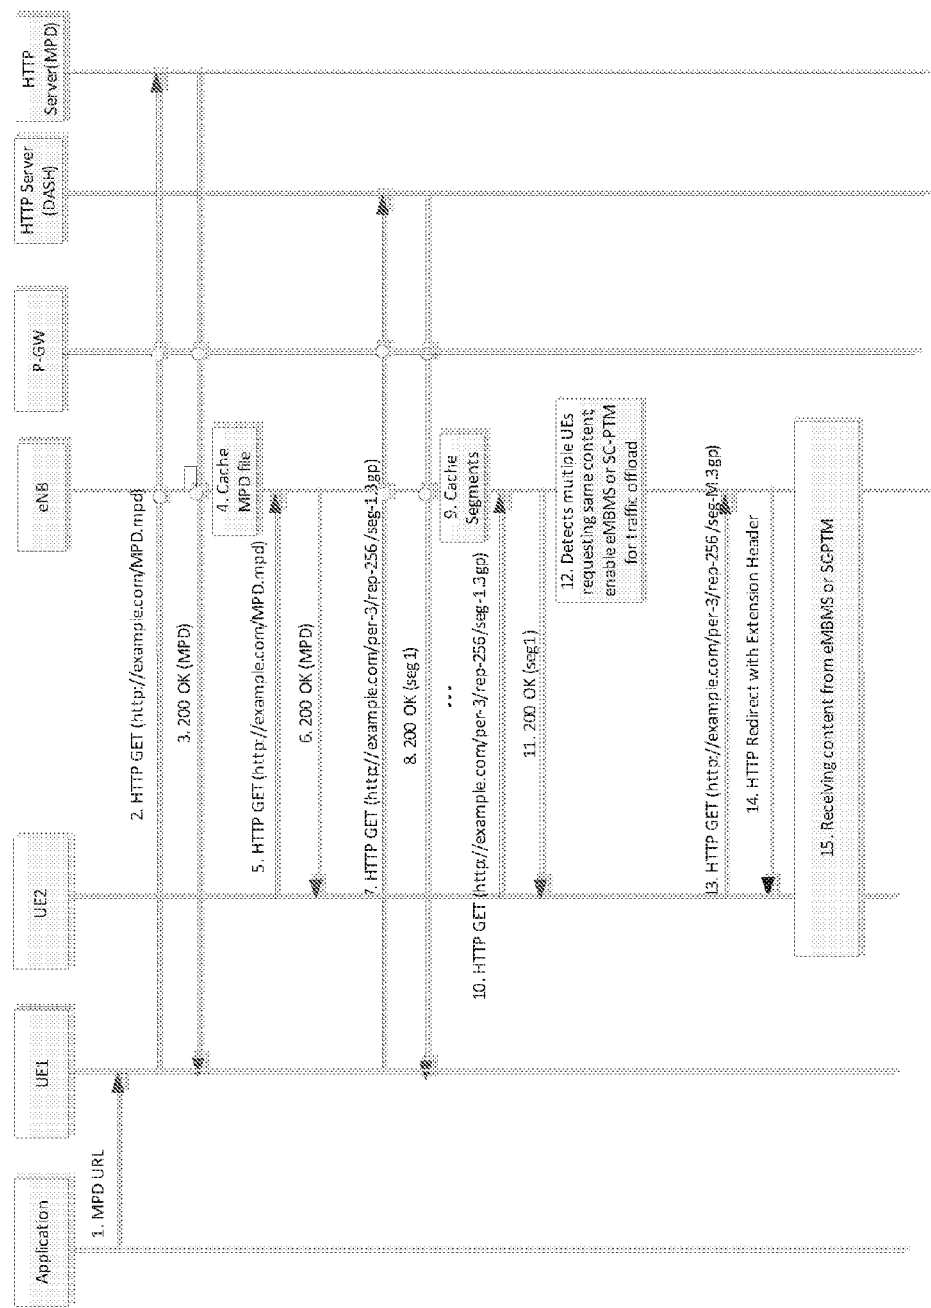 Application
UE1
UE2
eNB
P-GW
HTTP Server
(DASH)
HTTP
Server(MPD)
1. MPD URL
2. HTTP GET (http://example.com/MPD.mpd)
3. 200 OK (MPD)
4. Cache
MPD file
5. HTTP GET (http://example.com/MPD.mpd)
6. 200 OK (MPD)
7. HTTP GET (http://example.com/per-3/rep-256/seg-1.3gp)
8. 200 OK (seg1)
...
9. Cache
Segments
10. HTTP GET (http://example.com/per-3/rep-256/seg-1.3gp)
11. 200 OK (seg1)
12. Detects multiple UEs
requesting same content,
enable eMBMS or SC-PTM
for traffic offload
13. HTTP GET (http://example.com/per-3/rep-256/seg-M.3gp)
14. HTTP Redirect with Extension Header
15. Receiving content from eMBMS or SC-PTM